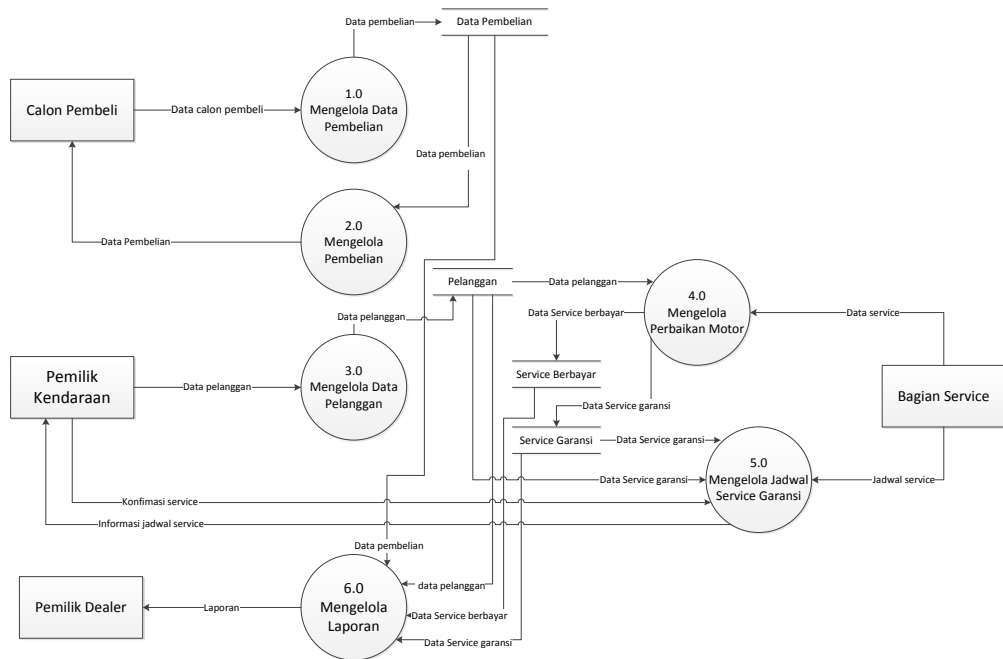 Data pembelian
Data Pembelian
1.0
Mengelola Data
Pembelian
Calon Pembeli
Data calon pembeli
Data pembelian
2.0
Mengelola
Pembelian
Data Pembelian
Pelanggan
Data pelanggan
4.0
Mengelola
Perbaikan Motor
Data Service berbayar
Data service
Data pelanggan
3.0
Mengelola Data
Pelanggan
Pemilik
Kendaraan
Data pelanggan
Service Berbayar
Bagian Service
Data Service garansi
Service Garansi
Data Service garansi
5.0
Mengelola Jadwal
Service Garansi
Data Service garansi
Jadwal service
Konfimasi service
Informasi jadwal service
Data pembelian
6.0
Mengelola
Laporan
data pelanggan
Pemilik Dealer
Laporan
Data Service berbayar
Data Service garansi